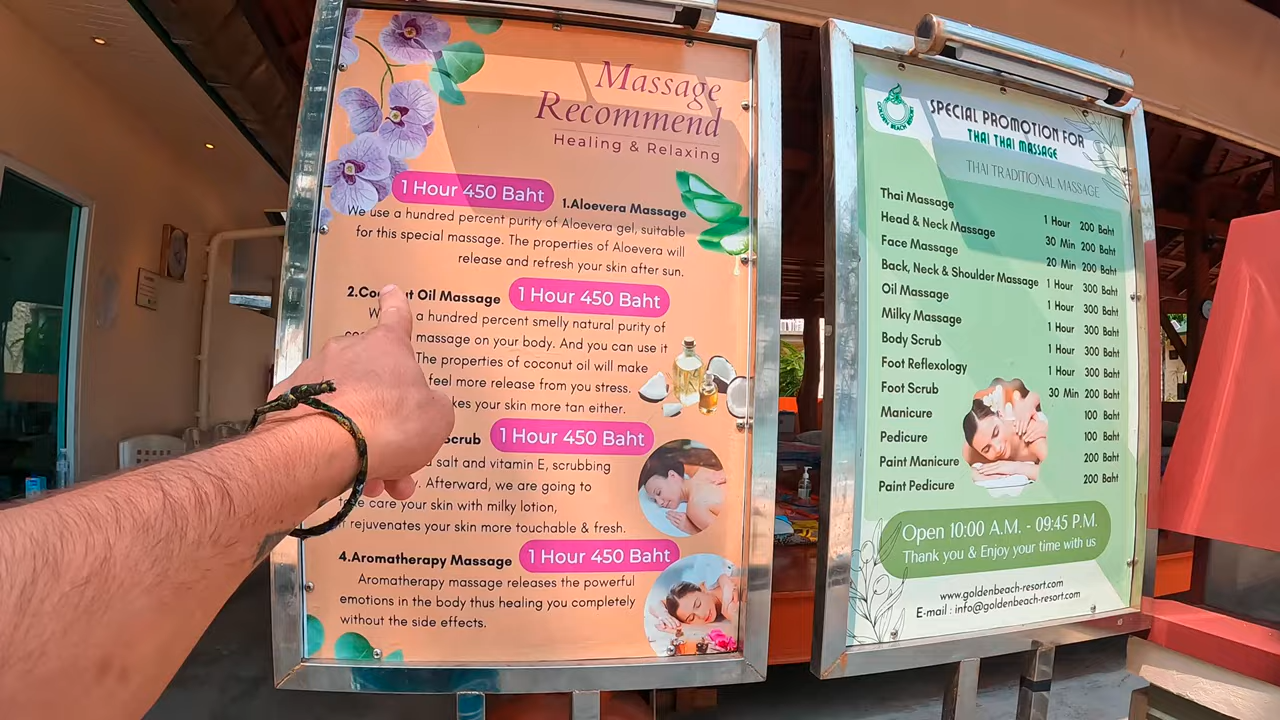 Massage
Recommend
Healing & Relaxing
1 Hour 450 Baht
1.Aloevera Massage
We use a hundred percent purity of Aloevera gel, suitable
for this special massage. The properties of Aloevera will
release and refresh your skin after sun.
2.Coconut Oil Massage 1 Hour 450 Baht
a hundred percent smelly natural purity of
massage on your body. And you can use it
The properties of coconut oil will make
feel more release from you stress.
kes your skin more tan either.
Scrub 1 Hour 450 Baht
salt and vitamin E, scrubbing
. Afterward, we are going to
take care your skin with milky lotion,
it rejuvenates your skin more touchable & fresh.
4.Aromatherapy Massage 1 Hour 450 Baht
Aromatherapy massage releases the powerful
emotions in the body thus healing you completely
without the side effects.
GOLDEN BEACH
SPECIAL PROMOTION FOR
THAI THAI MASSAGE
THAI TRADITIONAL MASSAGE
Thai Massage 1 Hour 200 Baht
Head & Neck Massage 30 Min 200 Baht
Face Massage 20 Min 200 Baht
Back, Neck & Shoulder Massage 1 Hour 300 Baht
Oil Massage 1 Hour 300 Baht
Milky Massage 1 Hour 300 Baht
Body Scrub 1 Hour 300 Baht
Foot Reflexology 1 Hour 300 Baht
Foot Scrub 30 Min 200 Baht
Manicure 100 Baht
Pedicure 100 Baht
Paint Manicure 200 Baht
Paint Pedicure 200 Baht
Open 10:00 A.M. - 09:45 P.M.
Thank you & Enjoy your time with us
www.goldenbeach-resort.com
E-mail : info@goldenbeach-resort.com